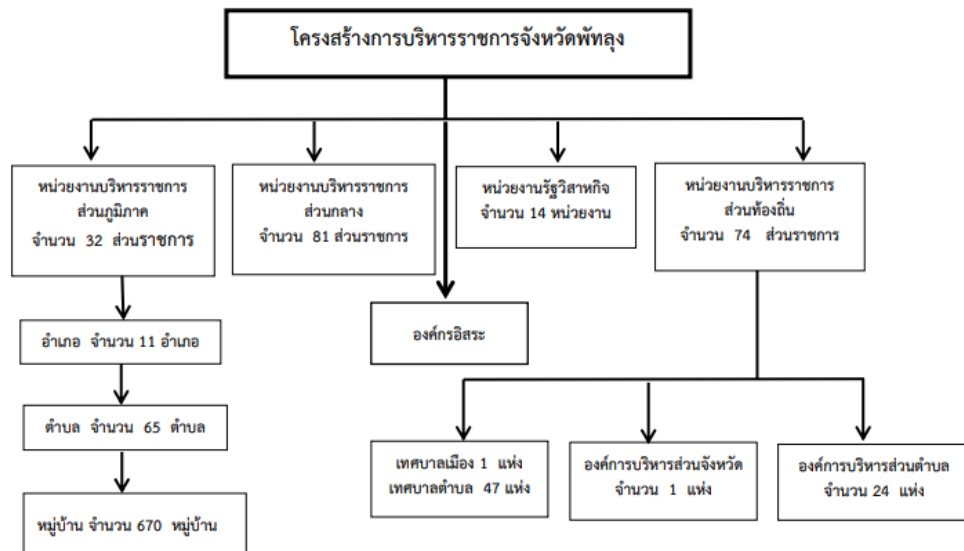 โครงสร้างการบริหารราชการจังหวัดพัทลุง
หน่วยงานบริหารราชการ
ส่วนภูมิภาค
จำนวน 32 ส่วนราชการ
หน่วยงานบริหารราชการ
ส่วนกลาง
จำนวน 81 ส่วนราชการ
หน่วยงานรัฐวิสาหกิจ
จำนวน 14 หน่วยงาน
หน่วยงานบริหารราชการ
ส่วนท้องถิ่น
จำนวน 74 ส่วนราชการ
องค์กรอิสระ
อำเภอ จำนวน 11 อำเภอ
ตำบล จำนวน 65 ตำบล
หมู่บ้าน จำนวน 670 หมู่บ้าน
เทศบาลเมือง 1 แห่ง
เทศบาลตำบล 47 แห่ง
องค์การบริหารส่วนจังหวัด
จำนวน 1 แห่ง
องค์การบริหารส่วนตำบล
จำนวน 24 แห่ง